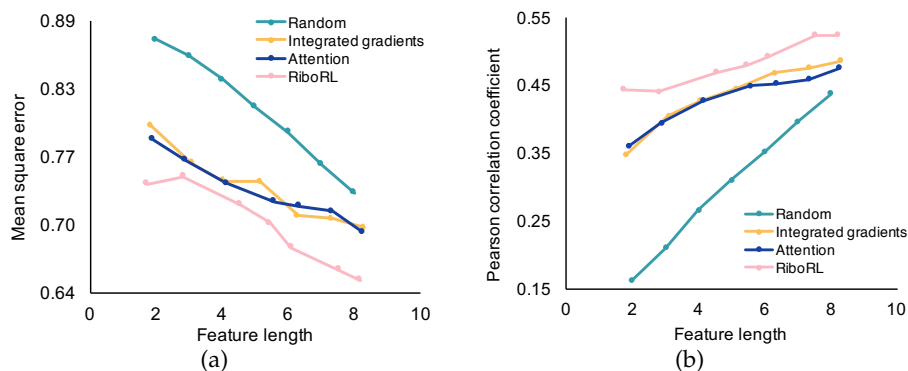 0.89
0.83
0.77
0.70
0.64
Mean square error
0 2 4 6 8 10
Feature length
Random
Integrated gradients
Attention
RiboRL
(a)
0.55
0.45
0.35
0.25
0.15
Pearson correlation coefficient
0 2 4 6 8 10
Feature length
Random
Integrated gradients
Attention
RiboRL
(b)